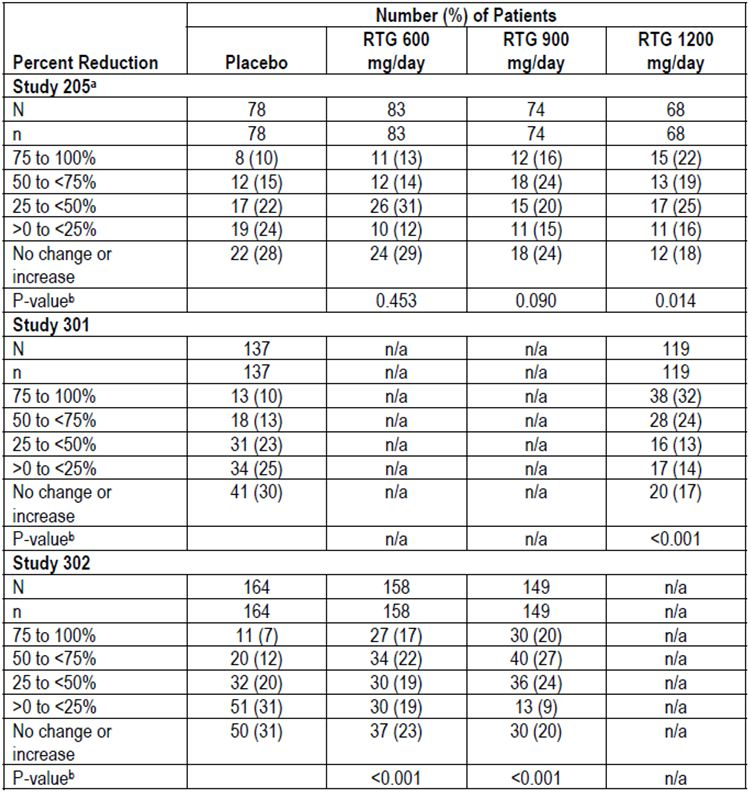 Number (%) of Patients
Percent Reduction Placebo RTG 600 mg/day RTG 900 mg/day RTG 1200 mg/day
Study 205ᵃ
N 78 83 74 68
n 78 83 74 68
75 to 100% 8 (10) 11 (13) 12 (16) 15 (22)
50 to <75% 12 (15) 12 (14) 18 (24) 13 (19)
25 to <50% 17 (22) 26 (31) 15 (20) 17 (25)
>0 to <25% 19 (24) 10 (12) 11 (15) 11 (16)
No change or increase 22 (28) 24 (29) 18 (24) 12 (18)
P-valueᵇ 0.453 0.090 0.014
Study 301
N 137 n/a n/a 119
n 137 n/a n/a 119
75 to 100% 13 (10) n/a n/a 38 (32)
50 to <75% 18 (13) n/a n/a 28 (24)
25 to <50% 31 (23) n/a n/a 16 (13)
>0 to <25% 34 (25) n/a n/a 17 (14)
No change or increase 41 (30) n/a n/a 20 (17)
P-valueᵇ n/a n/a <0.001
Study 302
N 164 158 149 n/a
n 164 158 149 n/a
75 to 100% 11 (7) 27 (17) 30 (20) n/a
50 to <75% 20 (12) 34 (22) 40 (27) n/a
25 to <50% 32 (20) 30 (19) 36 (24) n/a
>0 to <25% 51 (31) 30 (19) 13 (9) n/a
No change or increase 50 (31) 37 (23) 30 (20) n/a
P-valueᵇ <0.001 <0.001 n/a